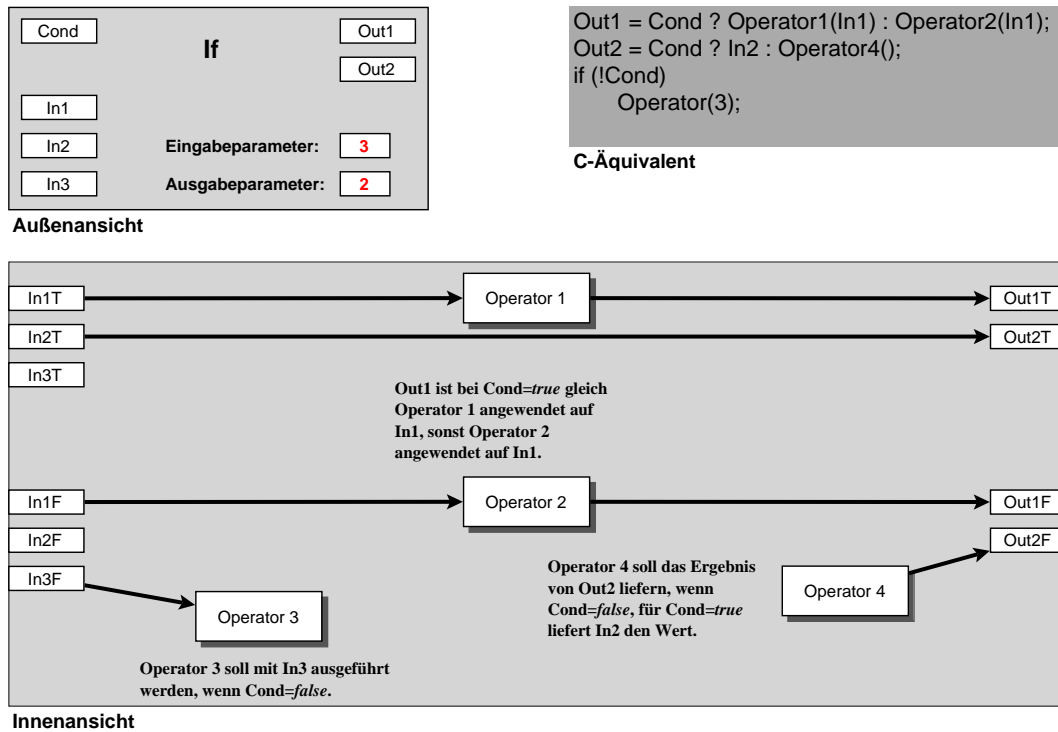 Cond
If
Out1
Out2
In1
In2
Eingabeparameter: 3
In3
Ausgabeparameter: 2
Außenansicht
Out1 = Cond ? Operator1(In1) : Operator2(In1);
Out2 = Cond ? In2 : Operator4();
if (!Cond)
Operator(3);
C-Äquivalent
In1T
Operator 1
Out1T
In2T
Out2T
In3T
Out1 ist bei Cond=true gleich
Operator 1 angewendet auf
In1, sonst Operator 2
angewendet auf In1.
In1F
Operator 2
Out1F
In2F
Out2F
In3F
Operator 3
Operator 4 soll das Ergebnis
von Out2 liefern, wenn
Cond=false, für Cond=true
liefert In2 den Wert.
Operator 4
Operator 3 soll mit In3 ausgeführt
werden, wenn Cond=false.
Innenansicht